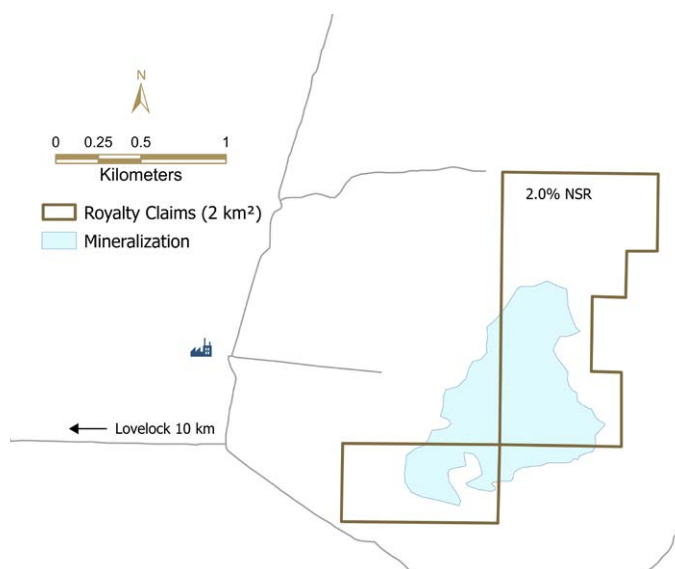 N
0 0.25 0.5 1
Kilometers
Royalty Claims (2 km²)
Mineralization
2.0% NSR
Lovelock 10 km